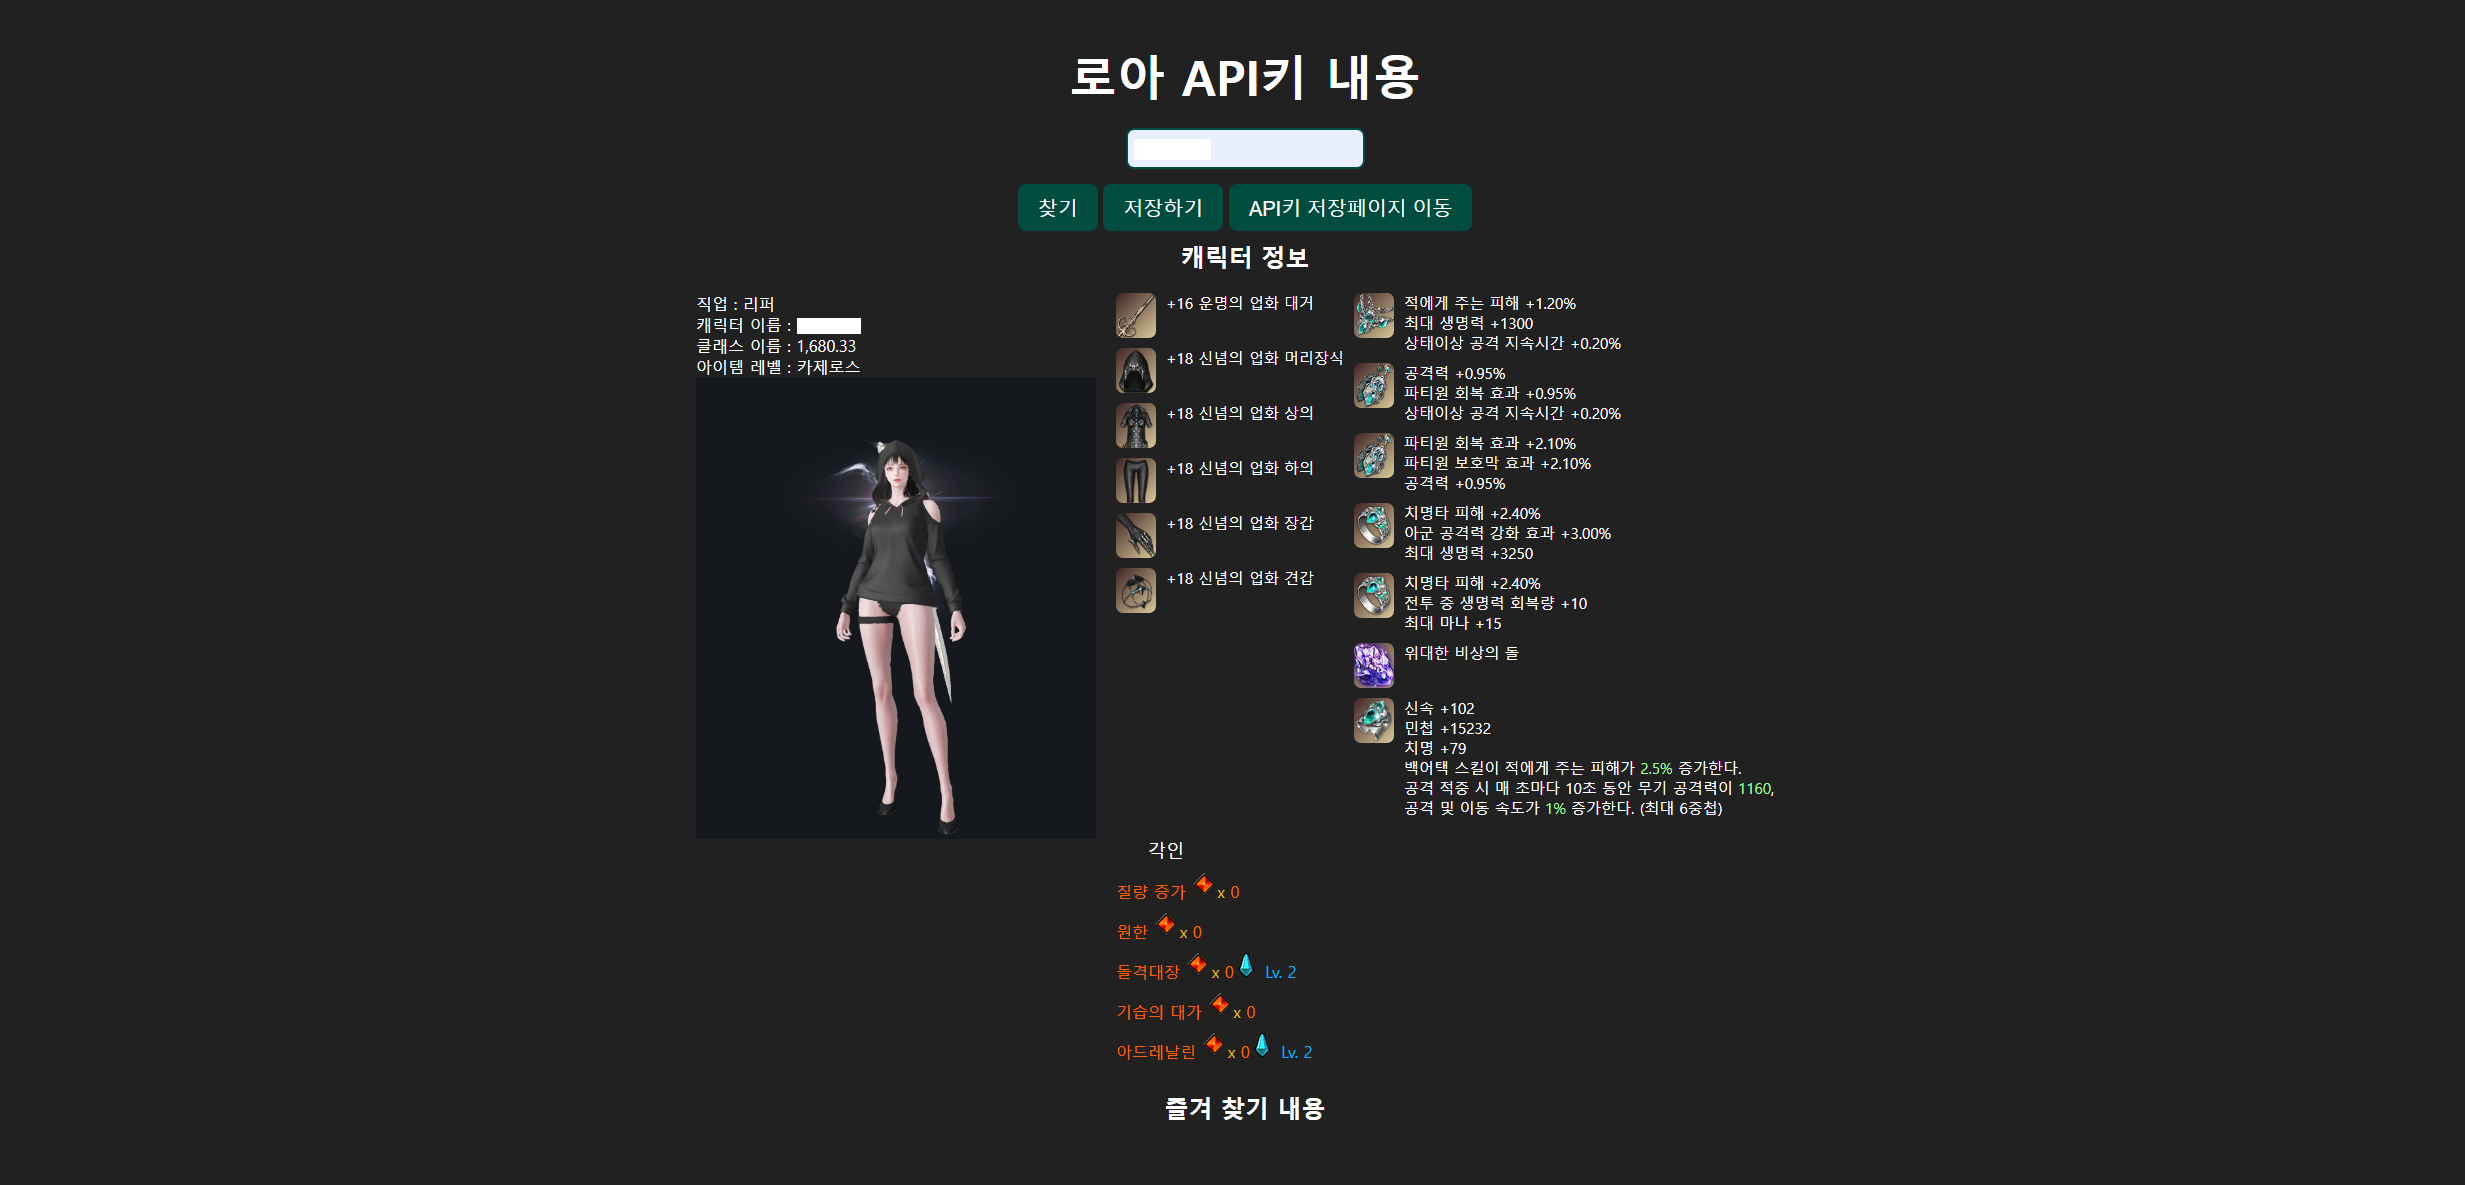 로아 API키 내용
찾기
저장하기
API키 저장페이지 이동
캐릭터 정보
직업 : 리퍼
캐릭터 이름 :
클래스 이름 : 1,680.33
아이템 레벨 : 카제로스
+16 운명의 업화 대거
+18 신념의 업화 머리장식
+18 신념의 업화 상의
+18 신념의 업화 하의
+18 신념의 업화 장갑
+18 신념의 업화 견갑
적에게 주는 피해 +1.20%
최대 생명력 +1300
상태이상 공격 지속시간 +0.20%
공격력 +0.95%
파티원 회복 효과 +0.95%
상태이상 공격 지속시간 +0.20%
파티원 회복 효과 +2.10%
파티원 보호막 효과 +2.10%
공격력 +0.95%
치명타 피해 +2.40%
아군 공격력 강화 효과 +3.00%
최대 생명력 +3250
치명타 피해 +2.40%
전투 중 생명력 회복량 +10
최대 마나 +15
위대한 비상의 돌
신속 +102
민첩 +15232
치명 +79
백어택 스킬이 적에게 주는 피해가 2.5% 증가한다.
공격 적중 시 매 초마다 10초 동안 무기 공격력이 1160,
공격 및 이동 속도가 1% 증가한다. (최대 6중첩)
각인
질량 증가 x 0
원한 x 0
돌격대장 x 0 Lv. 2
기습의 대가 x 0
아드레날린 x 0 Lv. 2
즐겨 찾기 내용